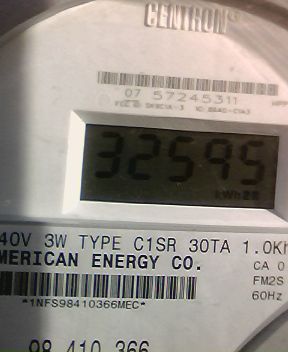 CENTRON®
07 57245311
32595
kWh
40V 3W TYPE C1SR 30TA 1.0Kh
MERICAN ENERGY CO.
CA 0
FM2S
60Hz
*1NFS98410366MEC*
98 410 366